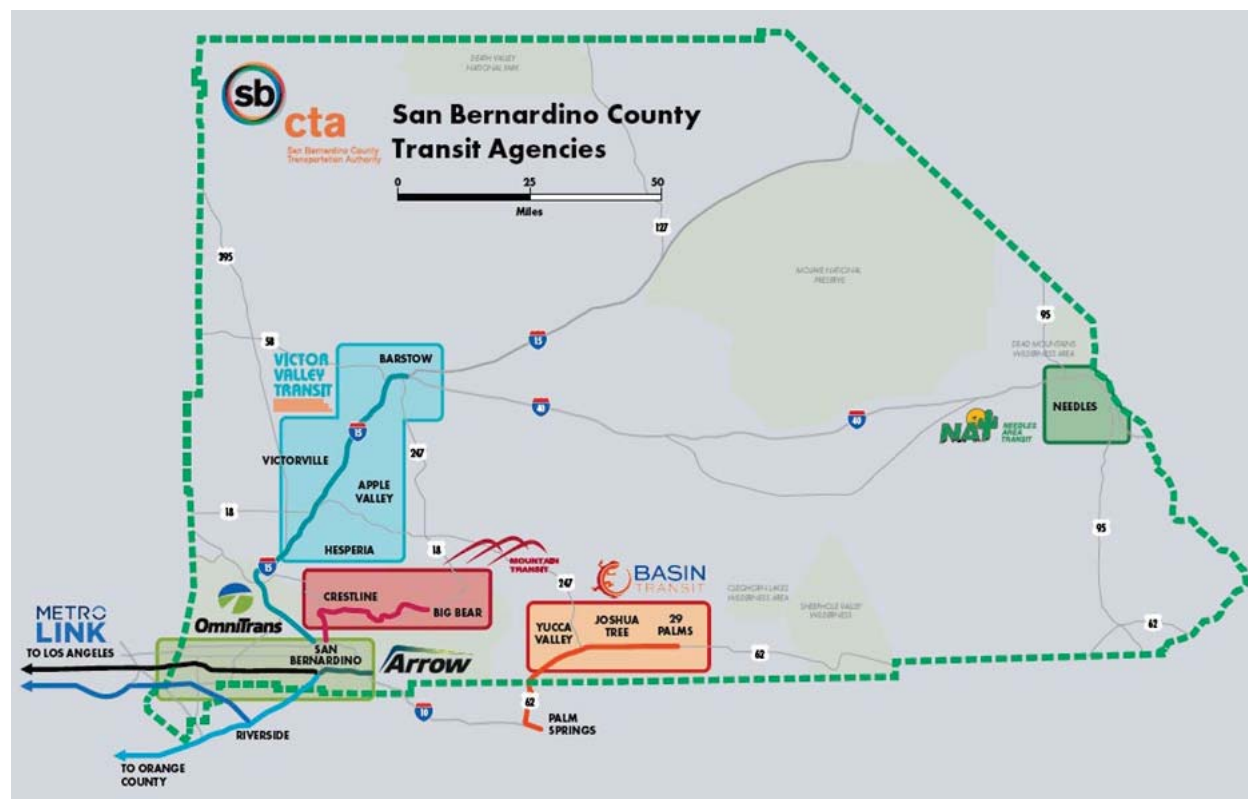 DEATH VALLEY
NATIONAL PARK
sb
cta
San Bernardino County
Transportation Authority
San Bernardino County
Transit Agencies
0 25 50
Miles
127
395
MOJAVE NATIONAL
PRESERVE
95
15
58
DEAD MOUNTAINS
WILDERNESS AREA
VICTOR
VALLEY
TRANSIT
BARSTOW
40
40
NEEDLES
NAT
NEEDLES
AREA
TRANSIT
15
247
VICTORVILLE
APPLE
VALLEY
18
95
HESPERIA
18
15
MOUNTAIN
TRANSIT
BASIN
TRANSIT
247
CLEGHORN LAKES
WILDERNESS AREA
SHEEPHOLE VALLEY
WILDERNESS
CRESTLINE
BIG BEAR
OmniTrans
METRO
LINK
TO LOS ANGELES
YUCCA
VALLEY
JOSHUA
TREE
29
PALMS
62
62
SAN
BERNARDINO
Arrow
62
10
PALM
SPRINGS
RIVERSIDE
TO ORANGE
COUNTY